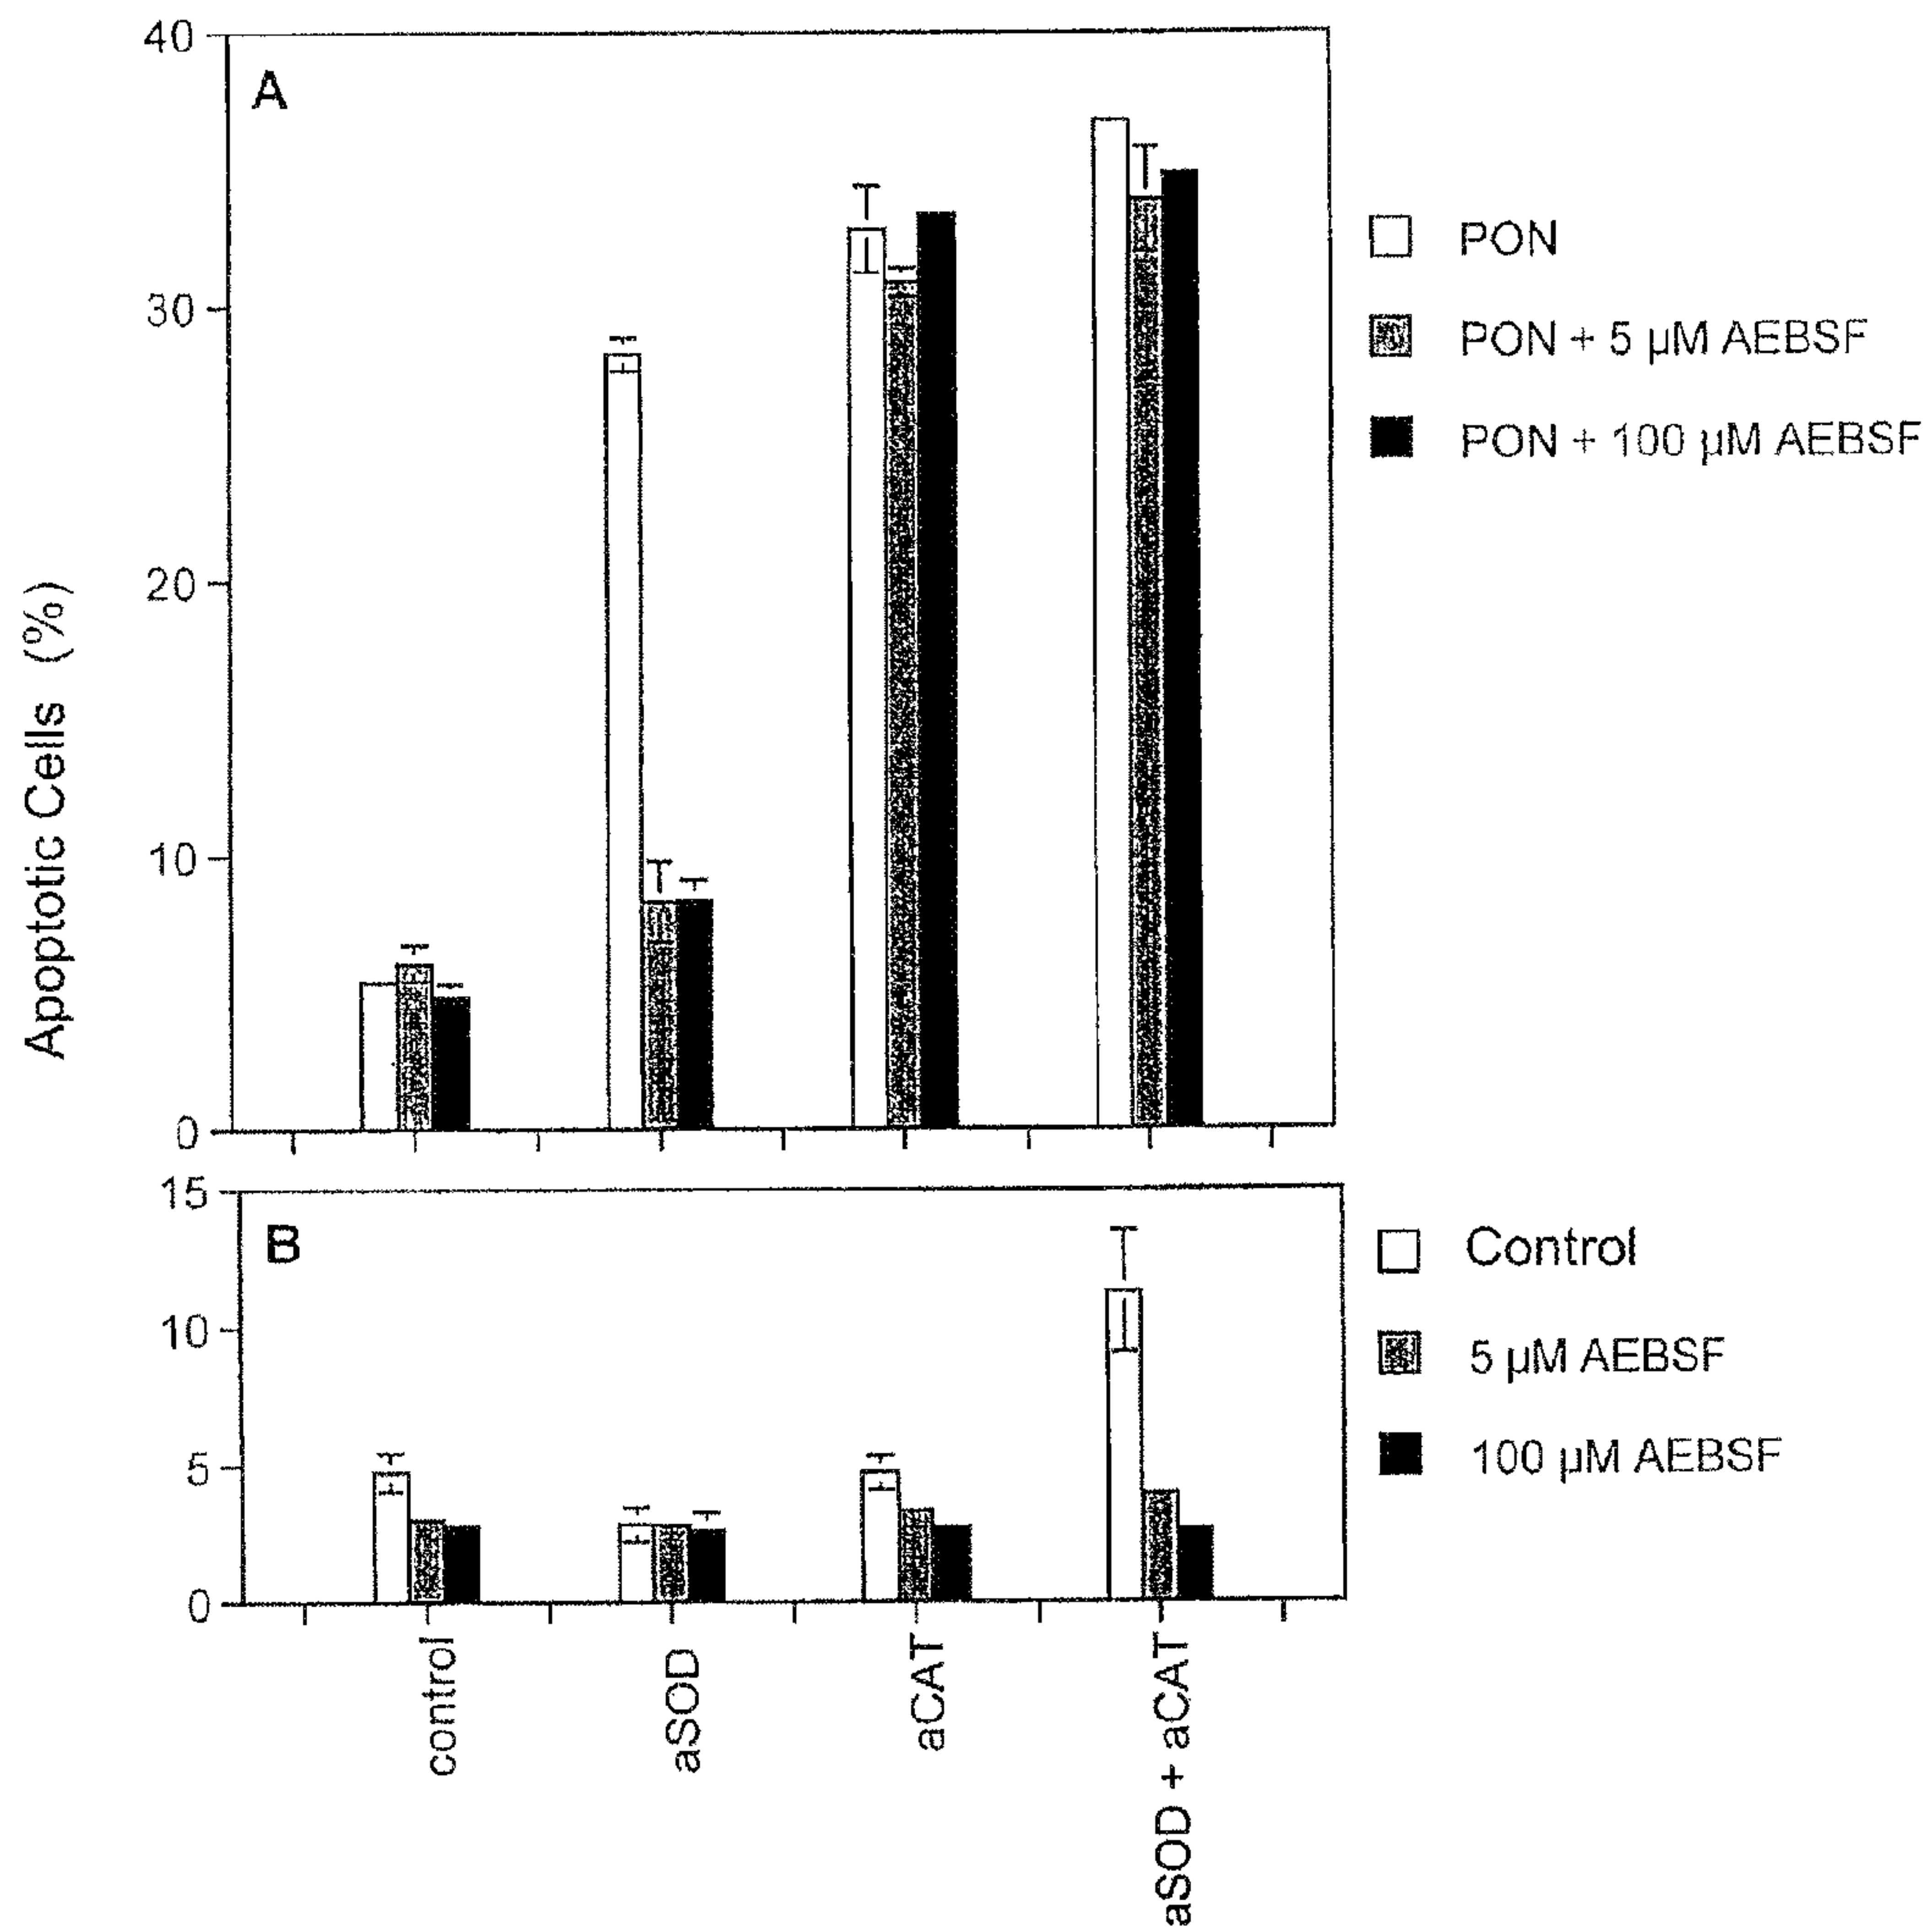 A
40
30
20
10
0
Apoptotic Cells (%)
PON
PON + 5 µM AEBSF
PON + 100 µM AEBSF
B
15
10
5
0
Control
5 µM AEBSF
100 µM AEBSF
control
aSOD
aCAT
aSOD + aCAT